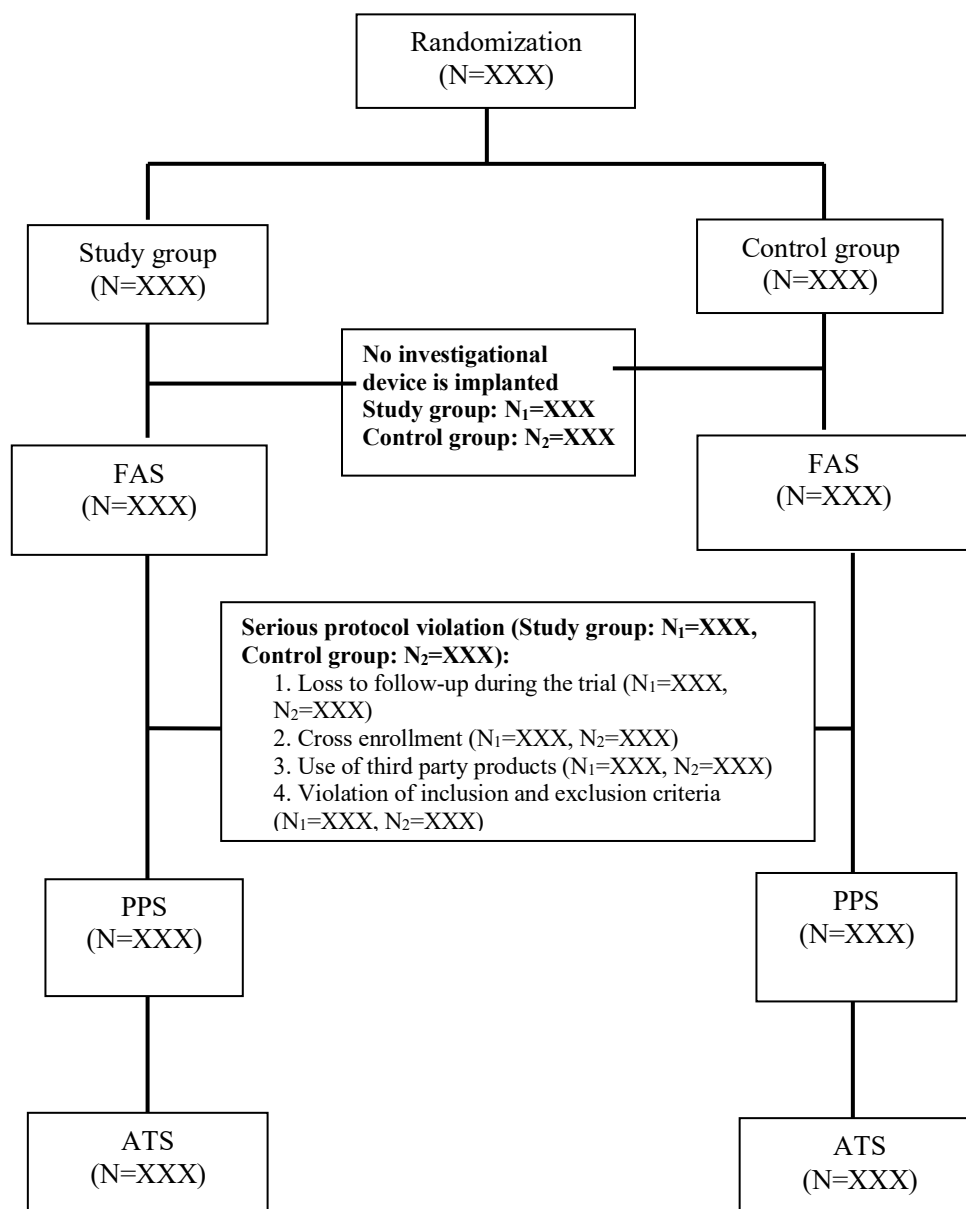 Randomization
(N=XXX)
Study group
(N=XXX)
Control group
(N=XXX)
No investigational
device is implanted
Study group: N₁=XXX
Control group: N₂=XXX
FAS
(N=XXX)
FAS
(N=XXX)
Serious protocol violation (Study group: N₁=XXX,
Control group: N₂=XXX):
1. Loss to follow-up during the trial (N₁=XXX,
N₂=XXX)
2. Cross enrollment (N₁=XXX, N₂=XXX)
3. Use of third party products (N₁=XXX, N₂=XXX)
4. Violation of inclusion and exclusion criteria
(N₁=XXX, N₂=XXX)
PPS
(N=XXX)
PPS
(N=XXX)
ATS
(N=XXX)
ATS
(N=XXX)